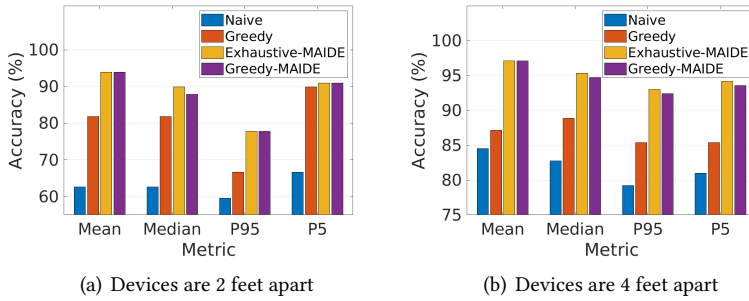 Naive
Greedy
Exhaustive-MAIDE
Greedy-MAIDE
100
90
80
70
60
Accuracy (%)
Mean Median P95 P5
Metric
(a) Devices are 2 feet apart
Naive
Greedy
Exhaustive-MAIDE
Greedy-MAIDE
100
95
90
85
80
75
Accuracy (%)
Mean Median P95 P5
Metric
(b) Devices are 4 feet apart